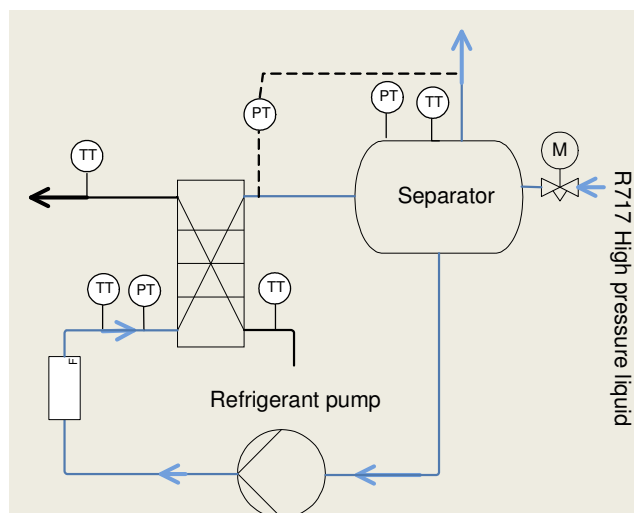 PT
PT
TT
M
TT
Separator
R717 High pressure liquid
TT
PT
TT
F
Refrigerant pump